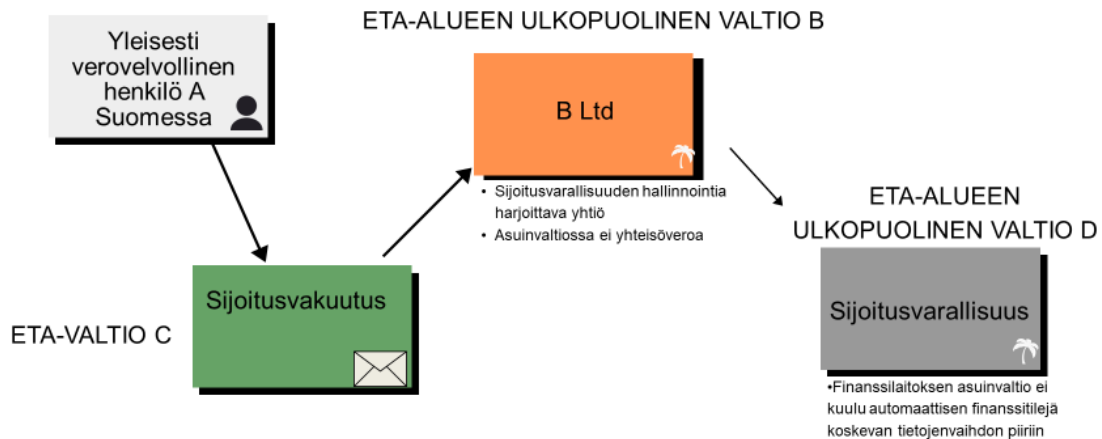 Yleisesti
verovelvollinen
henkilö A
Suomessa
ETA-ALUEEN ULKOPUOLINEN VALTIO B
B Ltd
• Sijoitusvarallisuuden hallinnointia
harjoittava yhtiö
• Asuinvaltiossa ei yhteisöveroa
ETA-VALTIO C
Sijoitusvakuutus
ETA-ALUEEN
ULKOPUOLINEN VALTIO D
Sijoitusvarallisuus
•Finanssilaitoksen asuinvaltio ei
kuulu automaattisen finanssitilejä
koskevan tietojenvaihdon piiriin